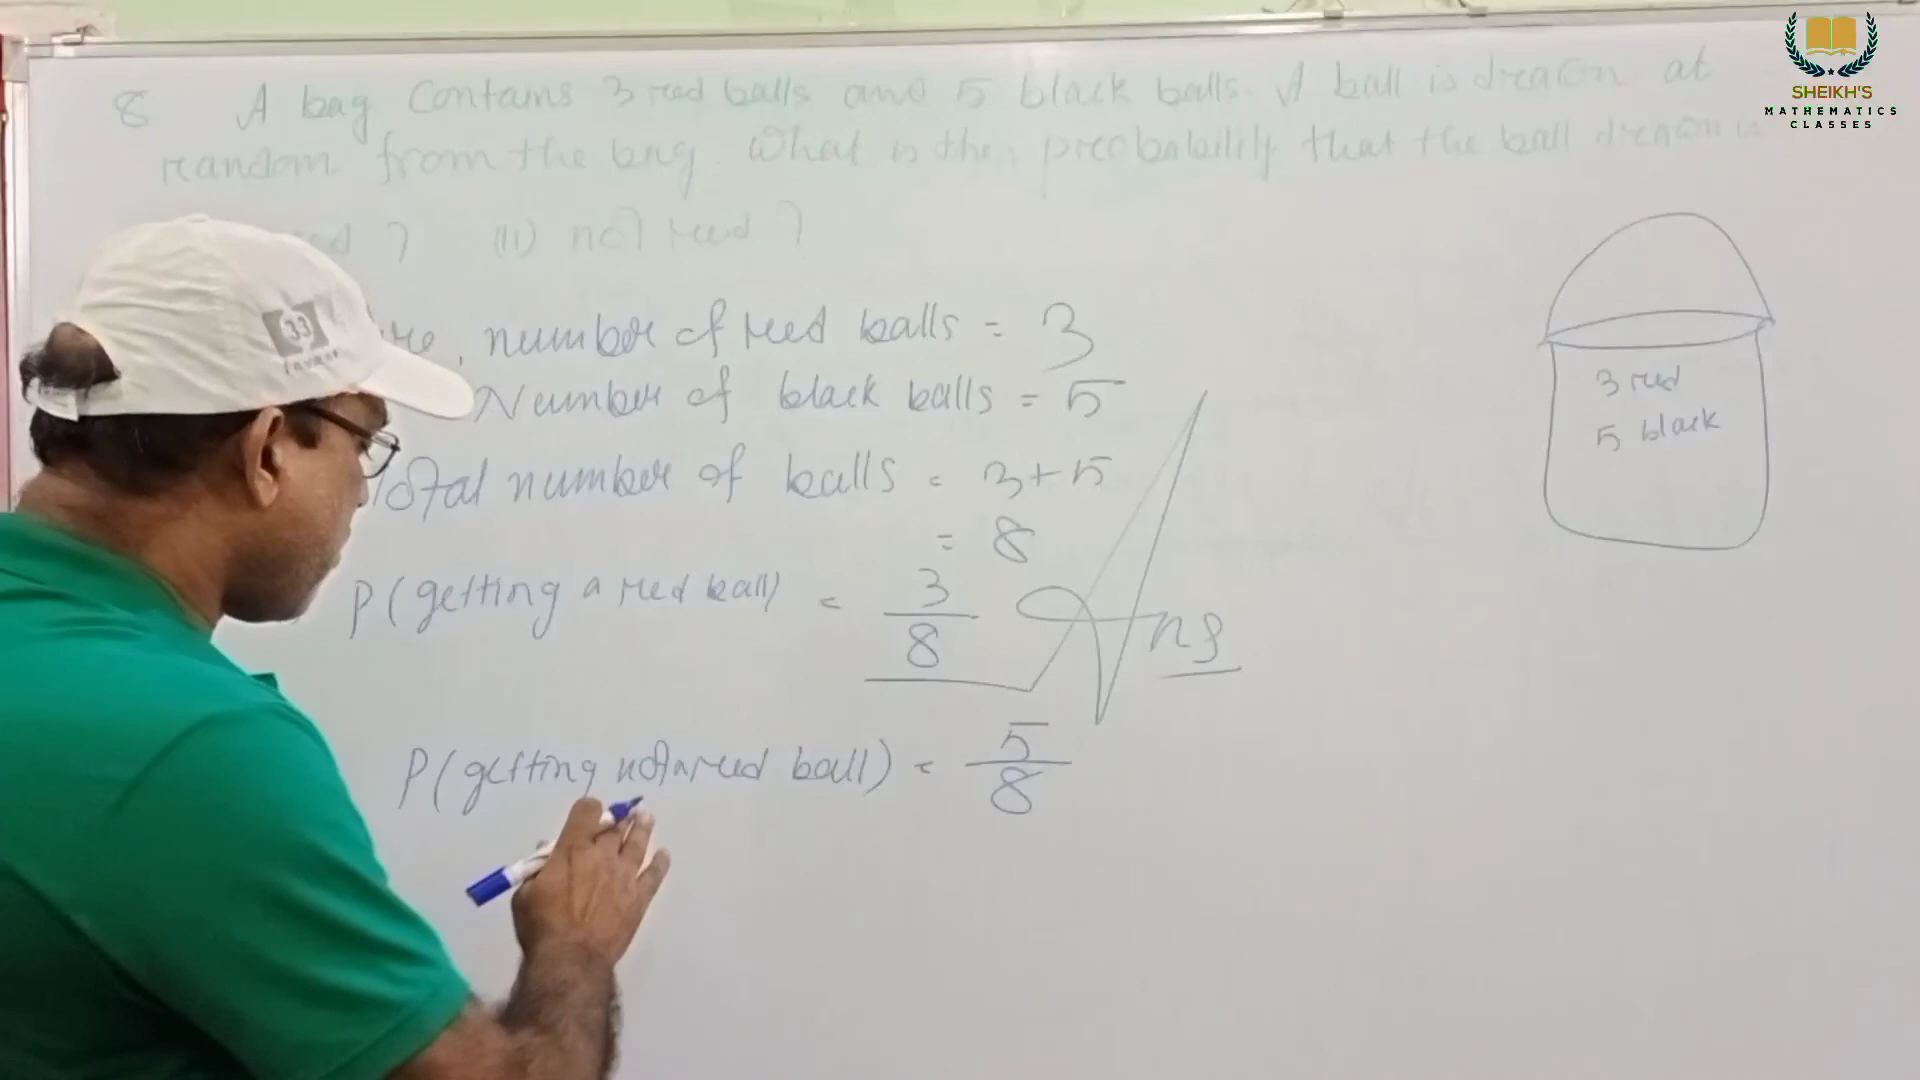 8 A bag contains 3 red balls and 5 black balls. A ball is drawn at
random from the bag. What is the probability that the ball drawn is
red ? (ii) not red ?
number of red balls = 3
Number of black balls = 5
Total number of balls = 3+5
= 8
P(getting a red ball) = 3/8 Ans
P(getting not a red ball) = 5/8
3 red
5 black
33
SHEIKH'S
MATHEMATICS
CLASSES